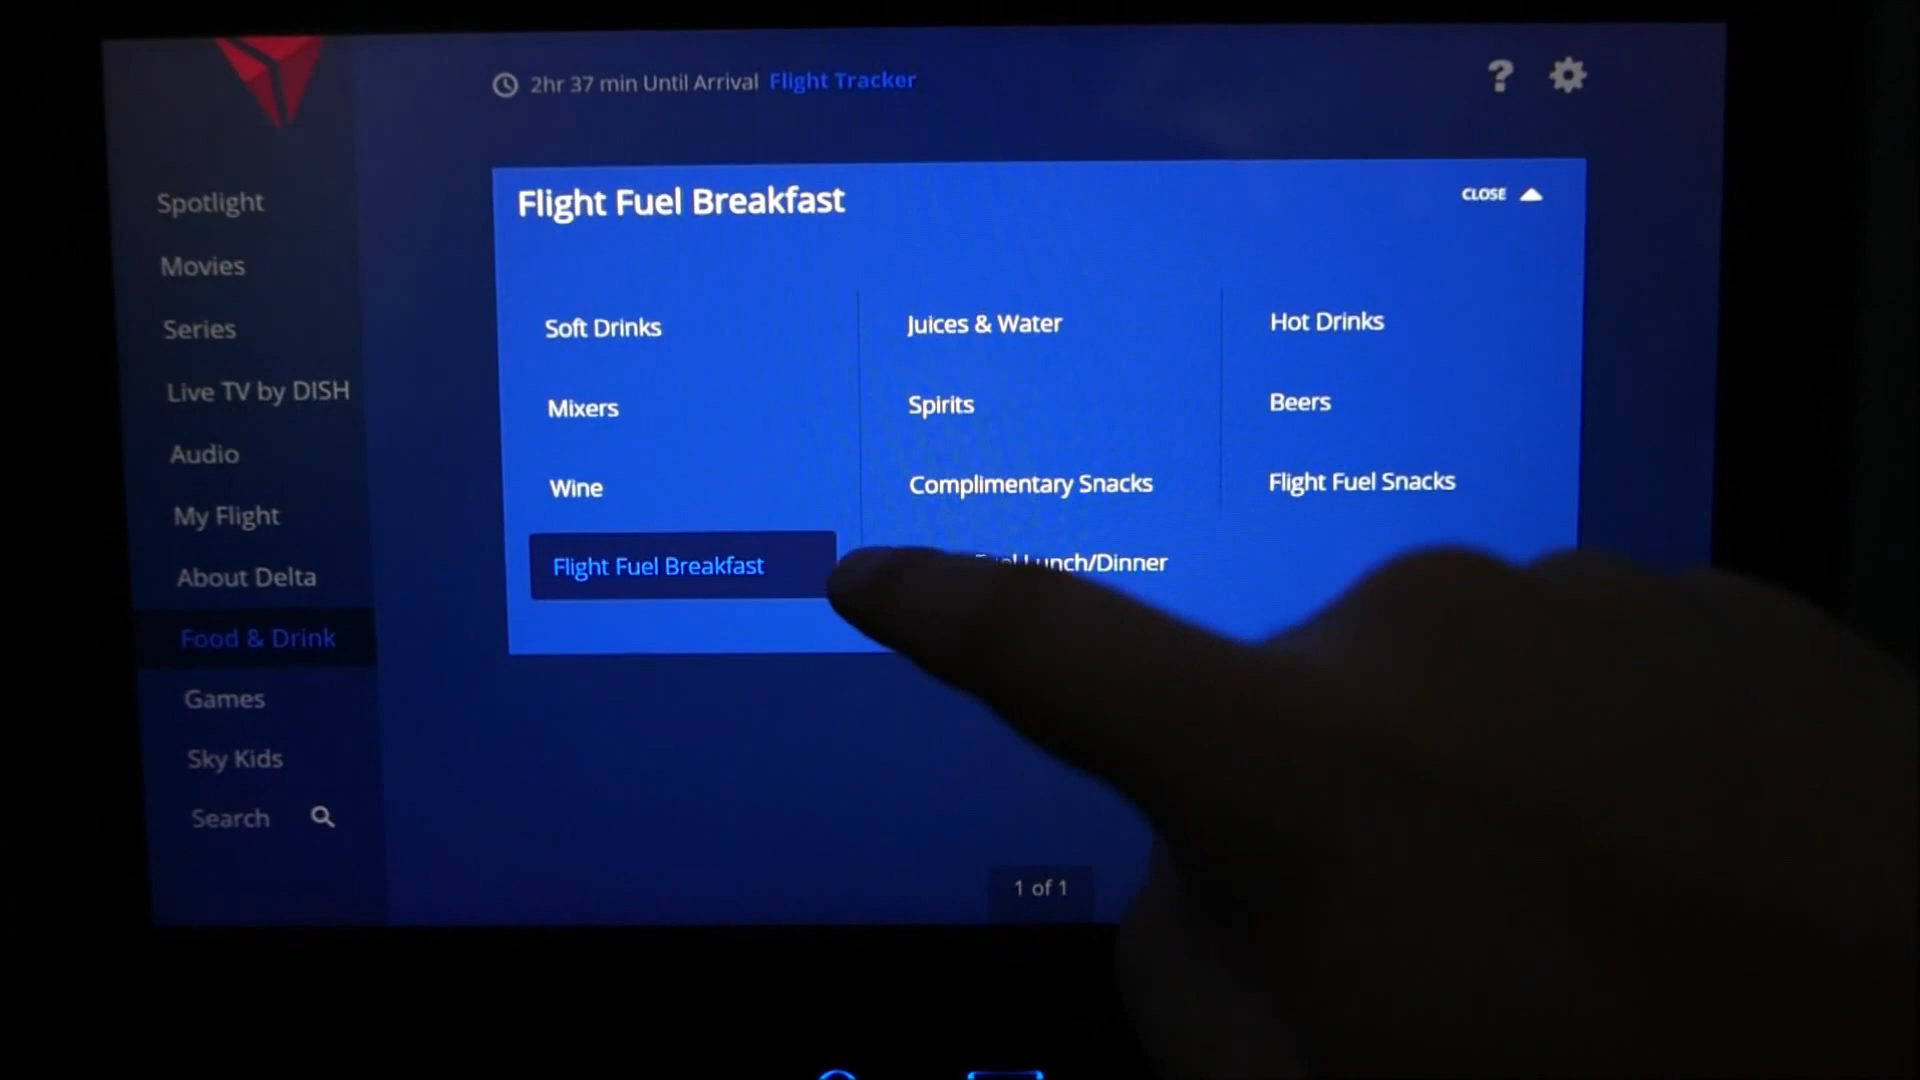 2hr 37 min Until Arrival Flight Tracker
?
Spotlight
Movies
Series
Live TV by DISH
Audio
My Flight
About Delta
Food & Drink
Games
Sky Kids
Search
Flight Fuel Breakfast
CLOSE
Soft Drinks
Juices & Water
Hot Drinks
Mixers
Spirits
Beers
Wine
Complimentary Snacks
Flight Fuel Snacks
Flight Fuel Breakfast
Lunch/Dinner
1 of 1